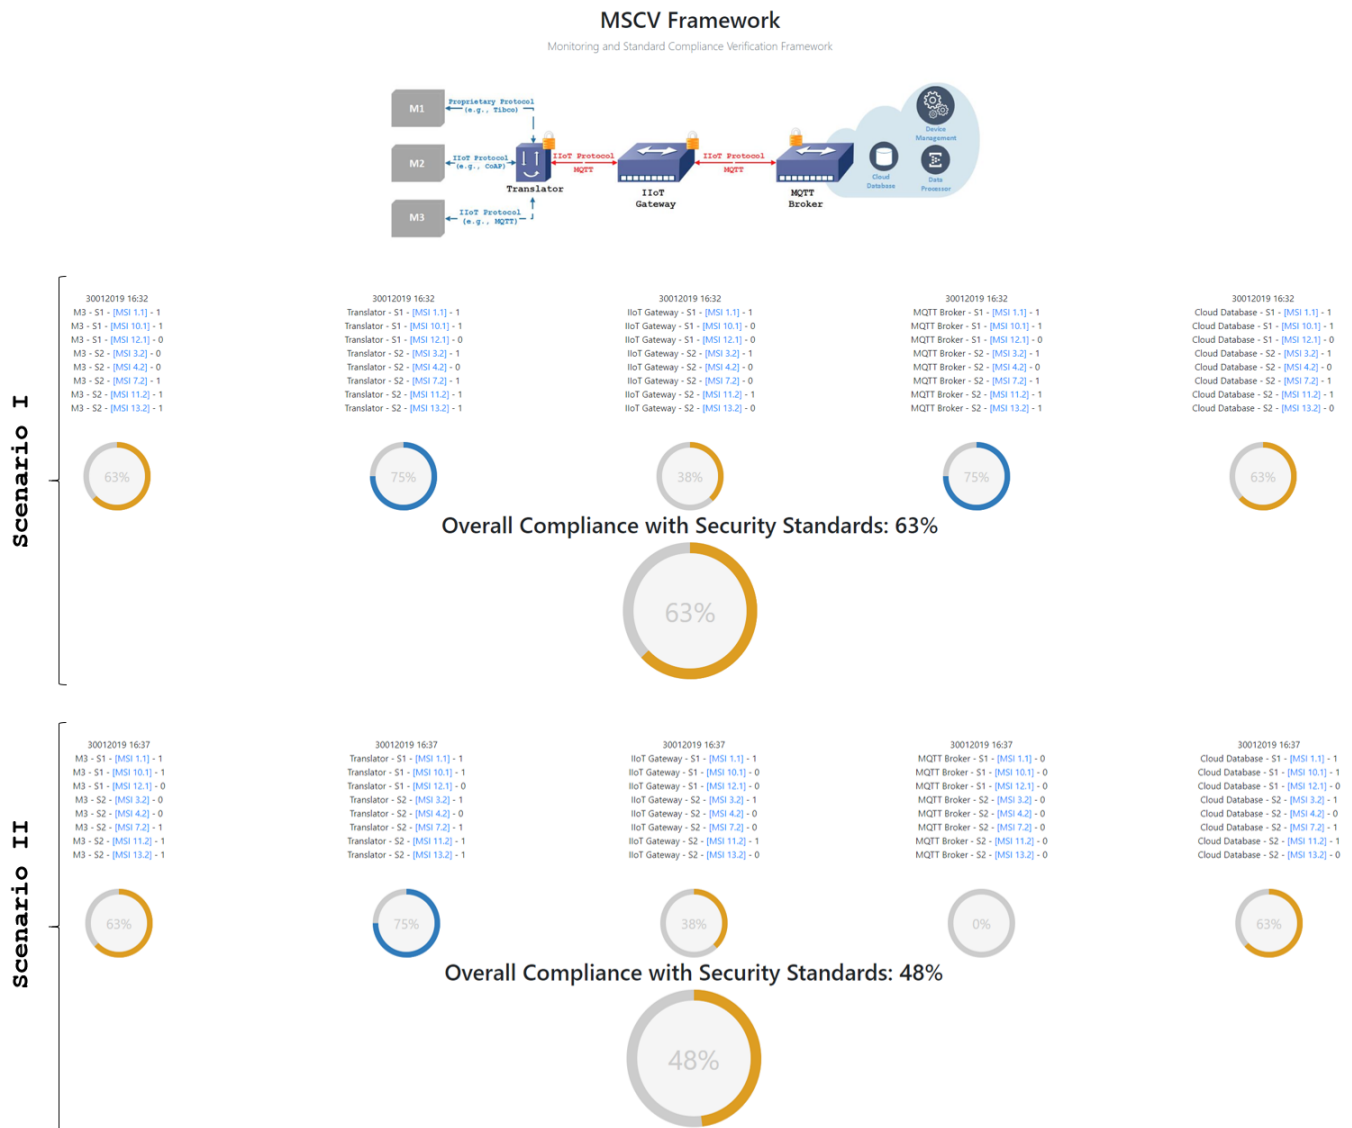 MSCV Framework
Monitoring and Standard Compliance Verification Framework
M1
Proprietary Protocol
(e.g., Tibco)
M2
IIoT Protocol
(e.g., CoAP)
M3
IIoT Protocol
(e.g., MQTT)
Translator
IIoT Protocol
MQTT
IIoT
Gateway
IIoT Protocol
MQTT
MQTT
Broker
Cloud
Database
Device
Management
Data
Processor
Scenario I
30012019 16:32
M3 - S1 - [MSI 1.1] - 1
M3 - S1 - [MSI 10.1] - 1
M3 - S1 - [MSI 12.1] - 0
M3 - S2 - [MSI 3.2] - 0
M3 - S2 - [MSI 4.2] - 0
M3 - S2 - [MSI 7.2] - 1
M3 - S2 - [MSI 11.2] - 1
M3 - S2 - [MSI 13.2] - 1
63%
30012019 16:32
Translator - S1 - [MSI 1.1] - 1
Translator - S1 - [MSI 10.1] - 1
Translator - S1 - [MSI 12.1] - 0
Translator - S2 - [MSI 3.2] - 1
Translator - S2 - [MSI 4.2] - 0
Translator - S2 - [MSI 7.2] - 1
Translator - S2 - [MSI 11.2] - 1
Translator - S2 - [MSI 13.2] - 1
75%
30012019 16:32
IIoT Gateway - S1 - [MSI 1.1] - 1
IIoT Gateway - S1 - [MSI 10.1] - 0
IIoT Gateway - S1 - [MSI 12.1] - 0
IIoT Gateway - S2 - [MSI 3.2] - 1
IIoT Gateway - S2 - [MSI 4.2] - 0
IIoT Gateway - S2 - [MSI 7.2] - 0
IIoT Gateway - S2 - [MSI 11.2] - 1
IIoT Gateway - S2 - [MSI 13.2] - 0
38%
30012019 16:32
MQTT Broker - S1 - [MSI 1.1] - 1
MQTT Broker - S1 - [MSI 10.1] - 1
MQTT Broker - S1 - [MSI 12.1] - 0
MQTT Broker - S2 - [MSI 3.2] - 1
MQTT Broker - S2 - [MSI 4.2] - 0
MQTT Broker - S2 - [MSI 7.2] - 1
MQTT Broker - S2 - [MSI 11.2] - 1
MQTT Broker - S2 - [MSI 13.2] - 1
75%
30012019 16:32
Cloud Database - S1 - [MSI 1.1] - 1
Cloud Database - S1 - [MSI 10.1] - 1
Cloud Database - S1 - [MSI 12.1] - 0
Cloud Database - S2 - [MSI 3.2] - 1
Cloud Database - S2 - [MSI 4.2] - 0
Cloud Database - S2 - [MSI 7.2] - 1
Cloud Database - S2 - [MSI 11.2] - 1
Cloud Database - S2 - [MSI 13.2] - 0
63%
Overall Compliance with Security Standards: 63%
63%
Scenario II
30012019 16:37
M3 - S1 - [MSI 1.1] - 1
M3 - S1 - [MSI 10.1] - 1
M3 - S1 - [MSI 12.1] - 0
M3 - S2 - [MSI 3.2] - 0
M3 - S2 - [MSI 4.2] - 0
M3 - S2 - [MSI 7.2] - 1
M3 - S2 - [MSI 11.2] - 1
M3 - S2 - [MSI 13.2] - 1
63%
30012019 16:37
Translator - S1 - [MSI 1.1] - 1
Translator - S1 - [MSI 10.1] - 1
Translator - S1 - [MSI 12.1] - 0
Translator - S2 - [MSI 3.2] - 1
Translator - S2 - [MSI 4.2] - 0
Translator - S2 - [MSI 7.2] - 1
Translator - S2 - [MSI 11.2] - 1
Translator - S2 - [MSI 13.2] - 1
75%
30012019 16:37
IIoT Gateway - S1 - [MSI 1.1] - 1
IIoT Gateway - S1 - [MSI 10.1] - 0
IIoT Gateway - S1 - [MSI 12.1] - 0
IIoT Gateway - S2 - [MSI 3.2] - 1
IIoT Gateway - S2 - [MSI 4.2] - 0
IIoT Gateway - S2 - [MSI 7.2] - 0
IIoT Gateway - S2 - [MSI 11.2] - 1
IIoT Gateway - S2 - [MSI 13.2] - 0
38%
30012019 16:37
MQTT Broker - S1 - [MSI 1.1] - 0
MQTT Broker - S1 - [MSI 10.1] - 0
MQTT Broker - S1 - [MSI 12.1] - 0
MQTT Broker - S2 - [MSI 3.2] - 0
MQTT Broker - S2 - [MSI 4.2] - 0
MQTT Broker - S2 - [MSI 7.2] - 0
MQTT Broker - S2 - [MSI 11.2] - 0
MQTT Broker - S2 - [MSI 13.2] - 0
0%
30012019 16:37
Cloud Database - S1 - [MSI 1.1] - 1
Cloud Database - S1 - [MSI 10.1] - 1
Cloud Database - S1 - [MSI 12.1] - 0
Cloud Database - S2 - [MSI 3.2] - 1
Cloud Database - S2 - [MSI 4.2] - 0
Cloud Database - S2 - [MSI 7.2] - 1
Cloud Database - S2 - [MSI 11.2] - 1
Cloud Database - S2 - [MSI 13.2] - 0
63%
Overall Compliance with Security Standards: 48%
48%